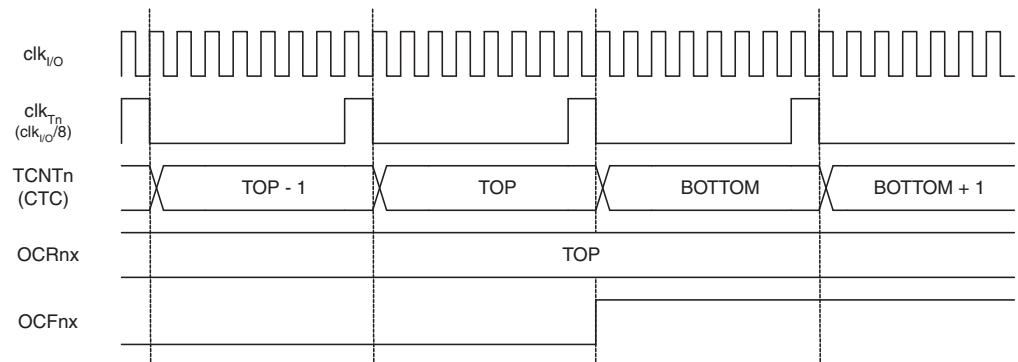 clkI/O
clkTn
(clkI/O/8)
TCNTn
(CTC)
TOP - 1
TOP
BOTTOM
BOTTOM + 1
OCRnx
TOP
OCFnx